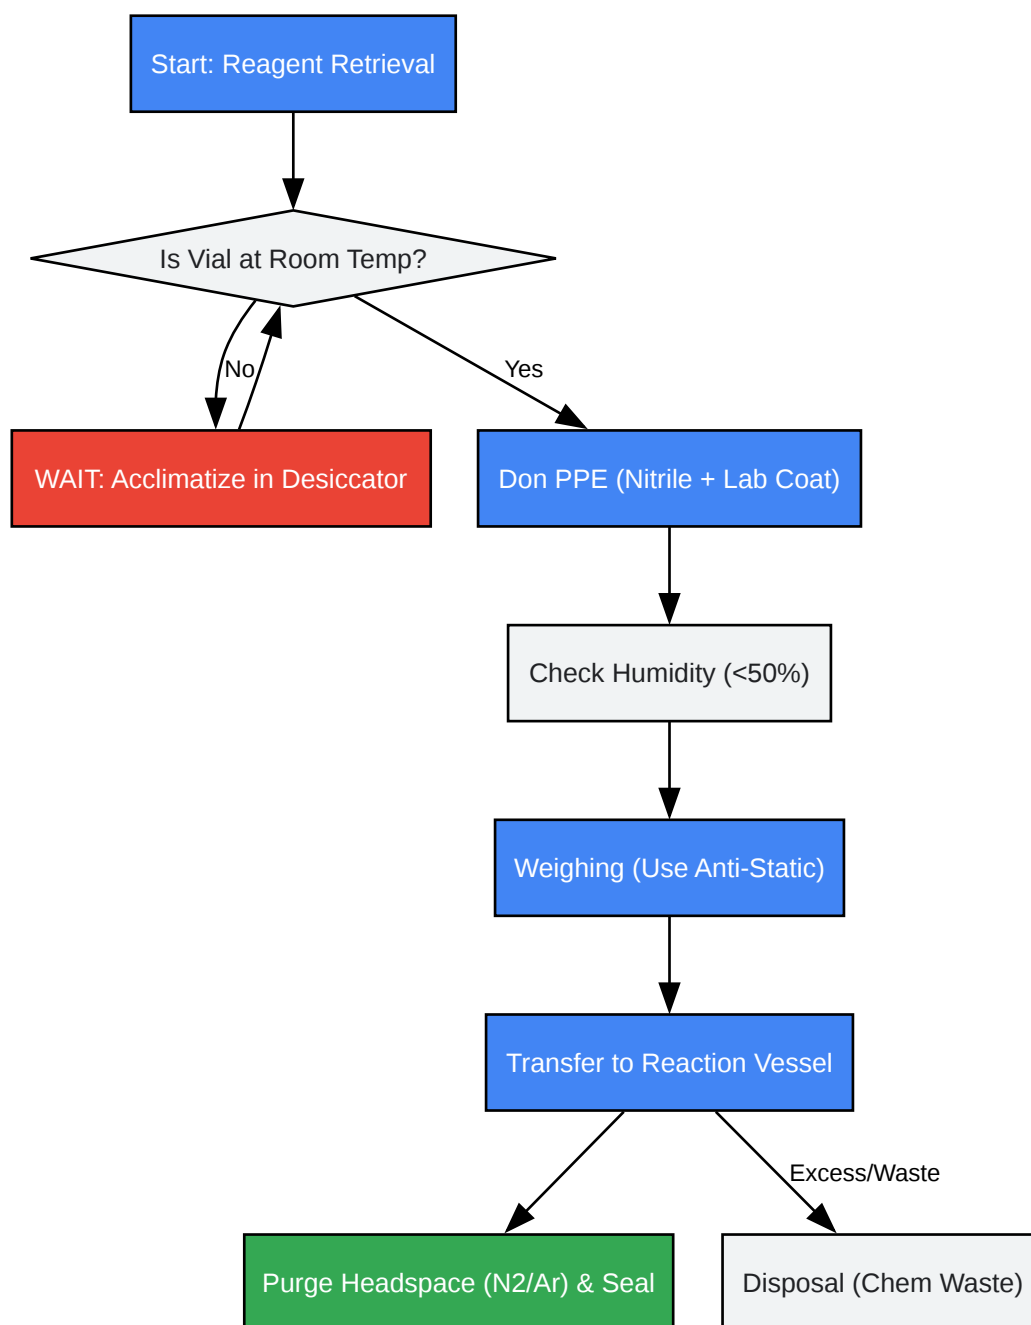 Start: Reagent Retrieval
Is Vial at Room Temp?
No
Yes
WAIT: Acclimatize in Desiccator
Don PPE (Nitrile + Lab Coat)
Check Humidity (<50%)
Weighing (Use Anti-Static)
Transfer to Reaction Vessel
Excess/Waste
Purge Headspace (N2/Ar) & Seal
Disposal (Chem Waste)